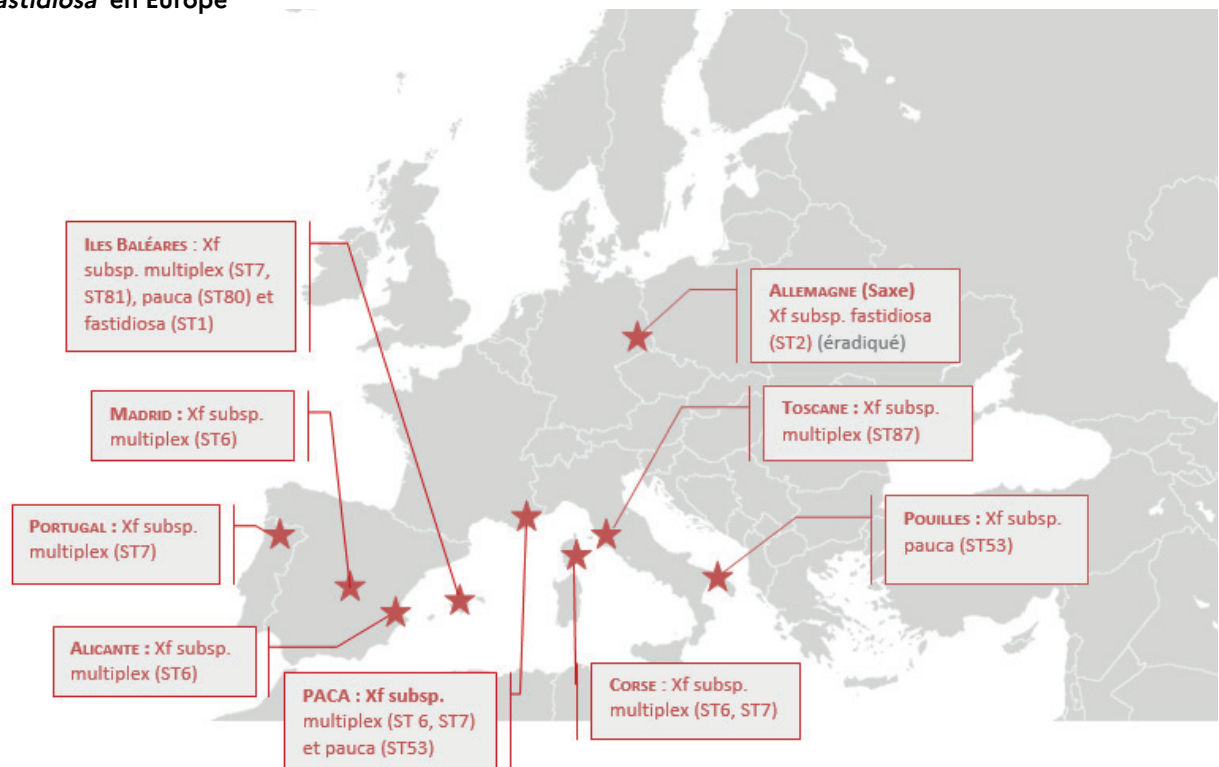 astidiosa en Europe
ILES BALÉARES : Xf
subsp. multiplex (ST7,
ST81), pauca (ST80) et
fastidiosa (ST1)
ALLEMAGNE (Saxe)
Xf subsp. fastidiosa
(ST2) (éradiqué)
MADRID : Xf subsp.
multiplex (ST6)
TOSCANE : Xf subsp.
multiplex (ST87)
PORTUGAL : Xf subsp.
multiplex (ST7)
POUILLES : Xf subsp.
pauca (ST53)
ALICANTE : Xf subsp.
multiplex (ST6)
PACA : Xf subsp.
multiplex (ST 6, ST7)
et pauca (ST53)
CORSE : Xf subsp.
multiplex (ST6, ST7)